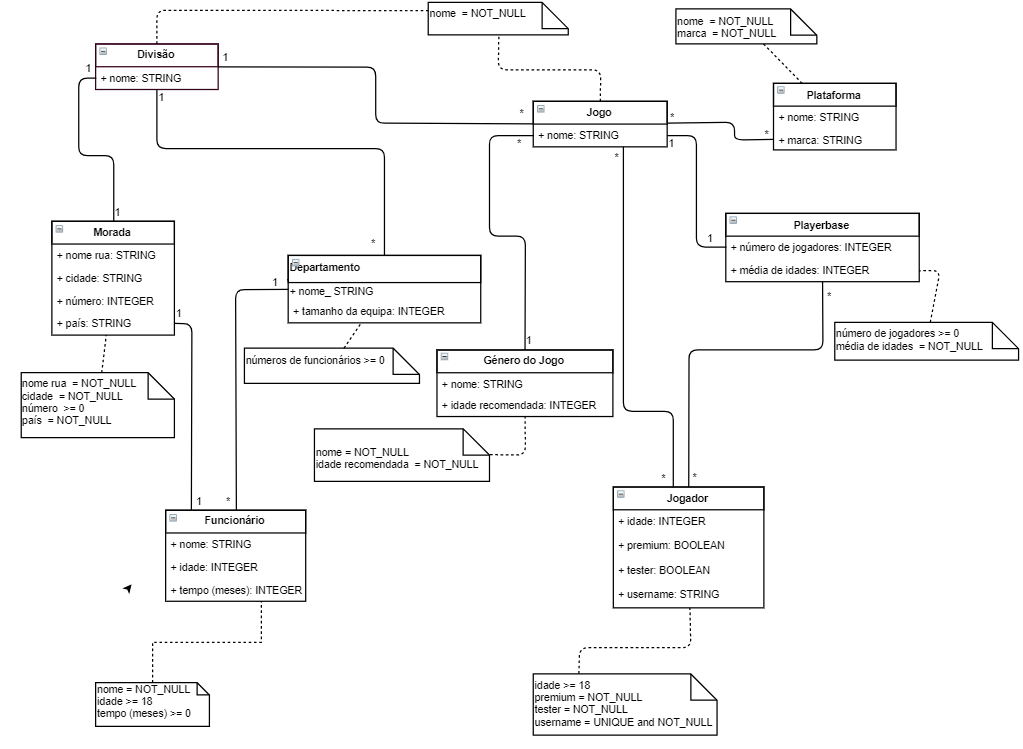 nome = NOT_NULL
nome = NOT_NULL
marca = NOT_NULL
Divisão
+ nome: STRING
1
1
1
Jogo
+ nome: STRING
*
*
*
*
1
Plataforma
+ nome: STRING
+ marca: STRING
*
Morada
+ nome rua: STRING
+ cidade: STRING
+ número: INTEGER
+ país: STRING
1
1
Departamento
+ nome_ STRING
+ tamanho da equipa: INTEGER
*
1
Playerbase
+ número de jogadores: INTEGER
+ média de idades: INTEGER
1
*
número de jogadores >= 0
média de idades = NOT_NULL
números de funcionários >= 0
Género do Jogo
+ nome: STRING
+ idade recomendada: INTEGER
1
nome rua = NOT_NULL
cidade = NOT_NULL
número >= 0
país = NOT_NULL
nome = NOT_NULL
idade recomendada = NOT_NULL
Funcionário
+ nome: STRING
+ idade: INTEGER
+ tempo (meses): INTEGER
1
*
Jogador
+ idade: INTEGER
+ premium: BOOLEAN
+ tester: BOOLEAN
+ username: STRING
*
*
nome = NOT_NULL
idade >= 18
tempo (meses) >= 0
idade >= 18
premium = NOT_NULL
tester = NOT_NULL
username = UNIQUE and NOT_NULL